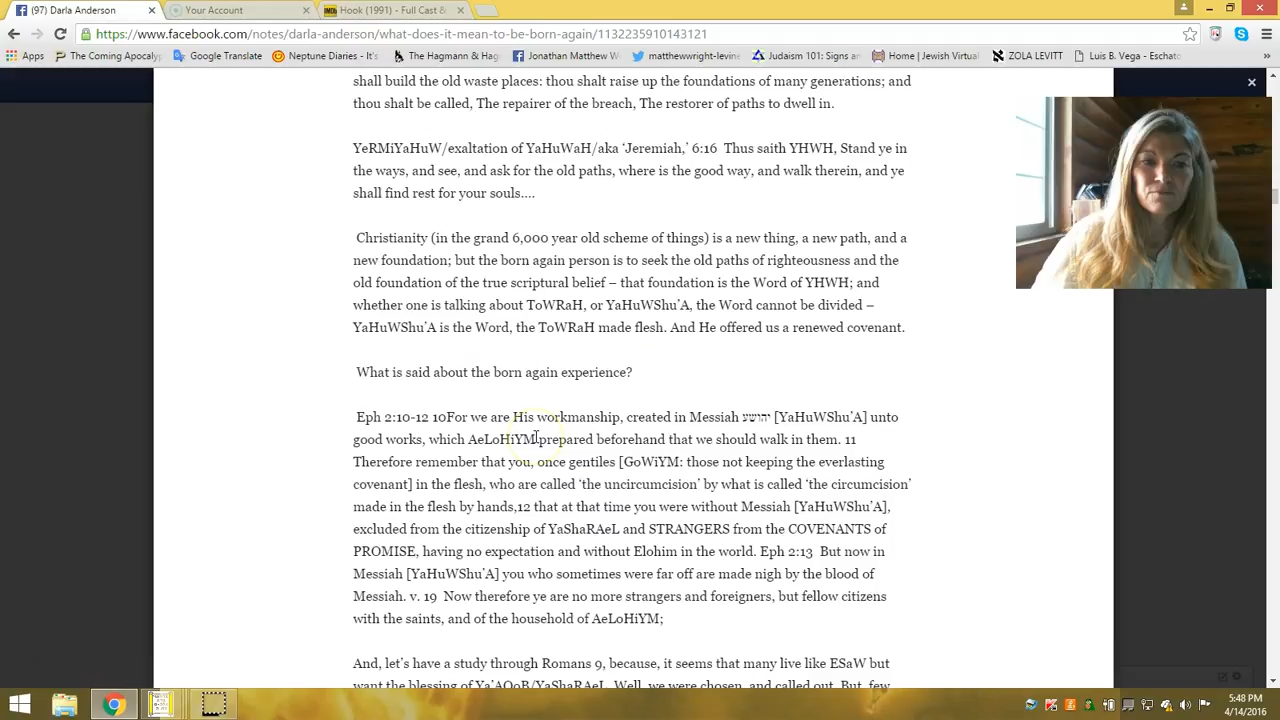 (97) Darla Anderson
Your Account
Hook (1991) - Full Cast &
https://www.facebook.com/notes/darla-anderson/what-does-it-mean-to-be-born-again/1132235910143121
Apps
The Coming Apocalyp
Google Translate
Neptune Diaries - It's
The Hagmann & Hag
Jonathan Matthew W
matthewwright-levine
Judaism 101: Signs an
Home | Jewish Virtual
ZOLA LEVITT
Luis B. Vega - Eschato
shall build the old waste places: thou shalt raise up the foundations of many generations; and
thou shalt be called, The repairer of the breach, The restorer of paths to dwell in.
YeRMiYaHuW/exaltation of YaHuWaH/aka ‘Jeremiah,’ 6:16 Thus saith YHWH, Stand ye in
the ways, and see, and ask for the old paths, where is the good way, and walk therein, and ye
shall find rest for your souls....
Christianity (in the grand 6,000 year old scheme of things) is a new thing, a new path, and a
new foundation; but the born again person is to seek the old paths of righteousness and the
old foundation of the true scriptural belief – that foundation is the Word of YHWH; and
whether one is talking about ToWRaH, or YaHuWShu’A, the Word cannot be divided –
YaHuWShu’A is the Word, the ToWRaH made flesh. And He offered us a renewed covenant.
What is said about the born again experience?
Eph 2:10-12 10For we are His workmanship, created in Messiah יהושע [YaHuWShu’A] unto
good works, which AeLoHiYM prepared beforehand that we should walk in them. 11
Therefore remember that you, once gentiles [GoWiYM: those not keeping the everlasting
covenant] in the flesh, who are called ‘the uncircumcision’ by what is called ‘the circumcision’
made in the flesh by hands,12 that at that time you were without Messiah [YaHuWShu’A],
excluded from the citizenship of YaShaRAeL and STRANGERS from the COVENANTS of
PROMISE, having no expectation and without Elohim in the world. Eph 2:13 But now in
Messiah [YaHuWShu’A] you who sometimes were far off are made nigh by the blood of
Messiah. v. 19 Now therefore ye are no more strangers and foreigners, but fellow citizens
with the saints, and of the household of AeLoHiYM;
And, let’s have a study through Romans 9, because, it seems that many live like ESaW but
want the blessing of Ya’AQoB/YaShaRAeL. Well, we were chosen, and called out. But, few
5:48 PM
4/14/2016